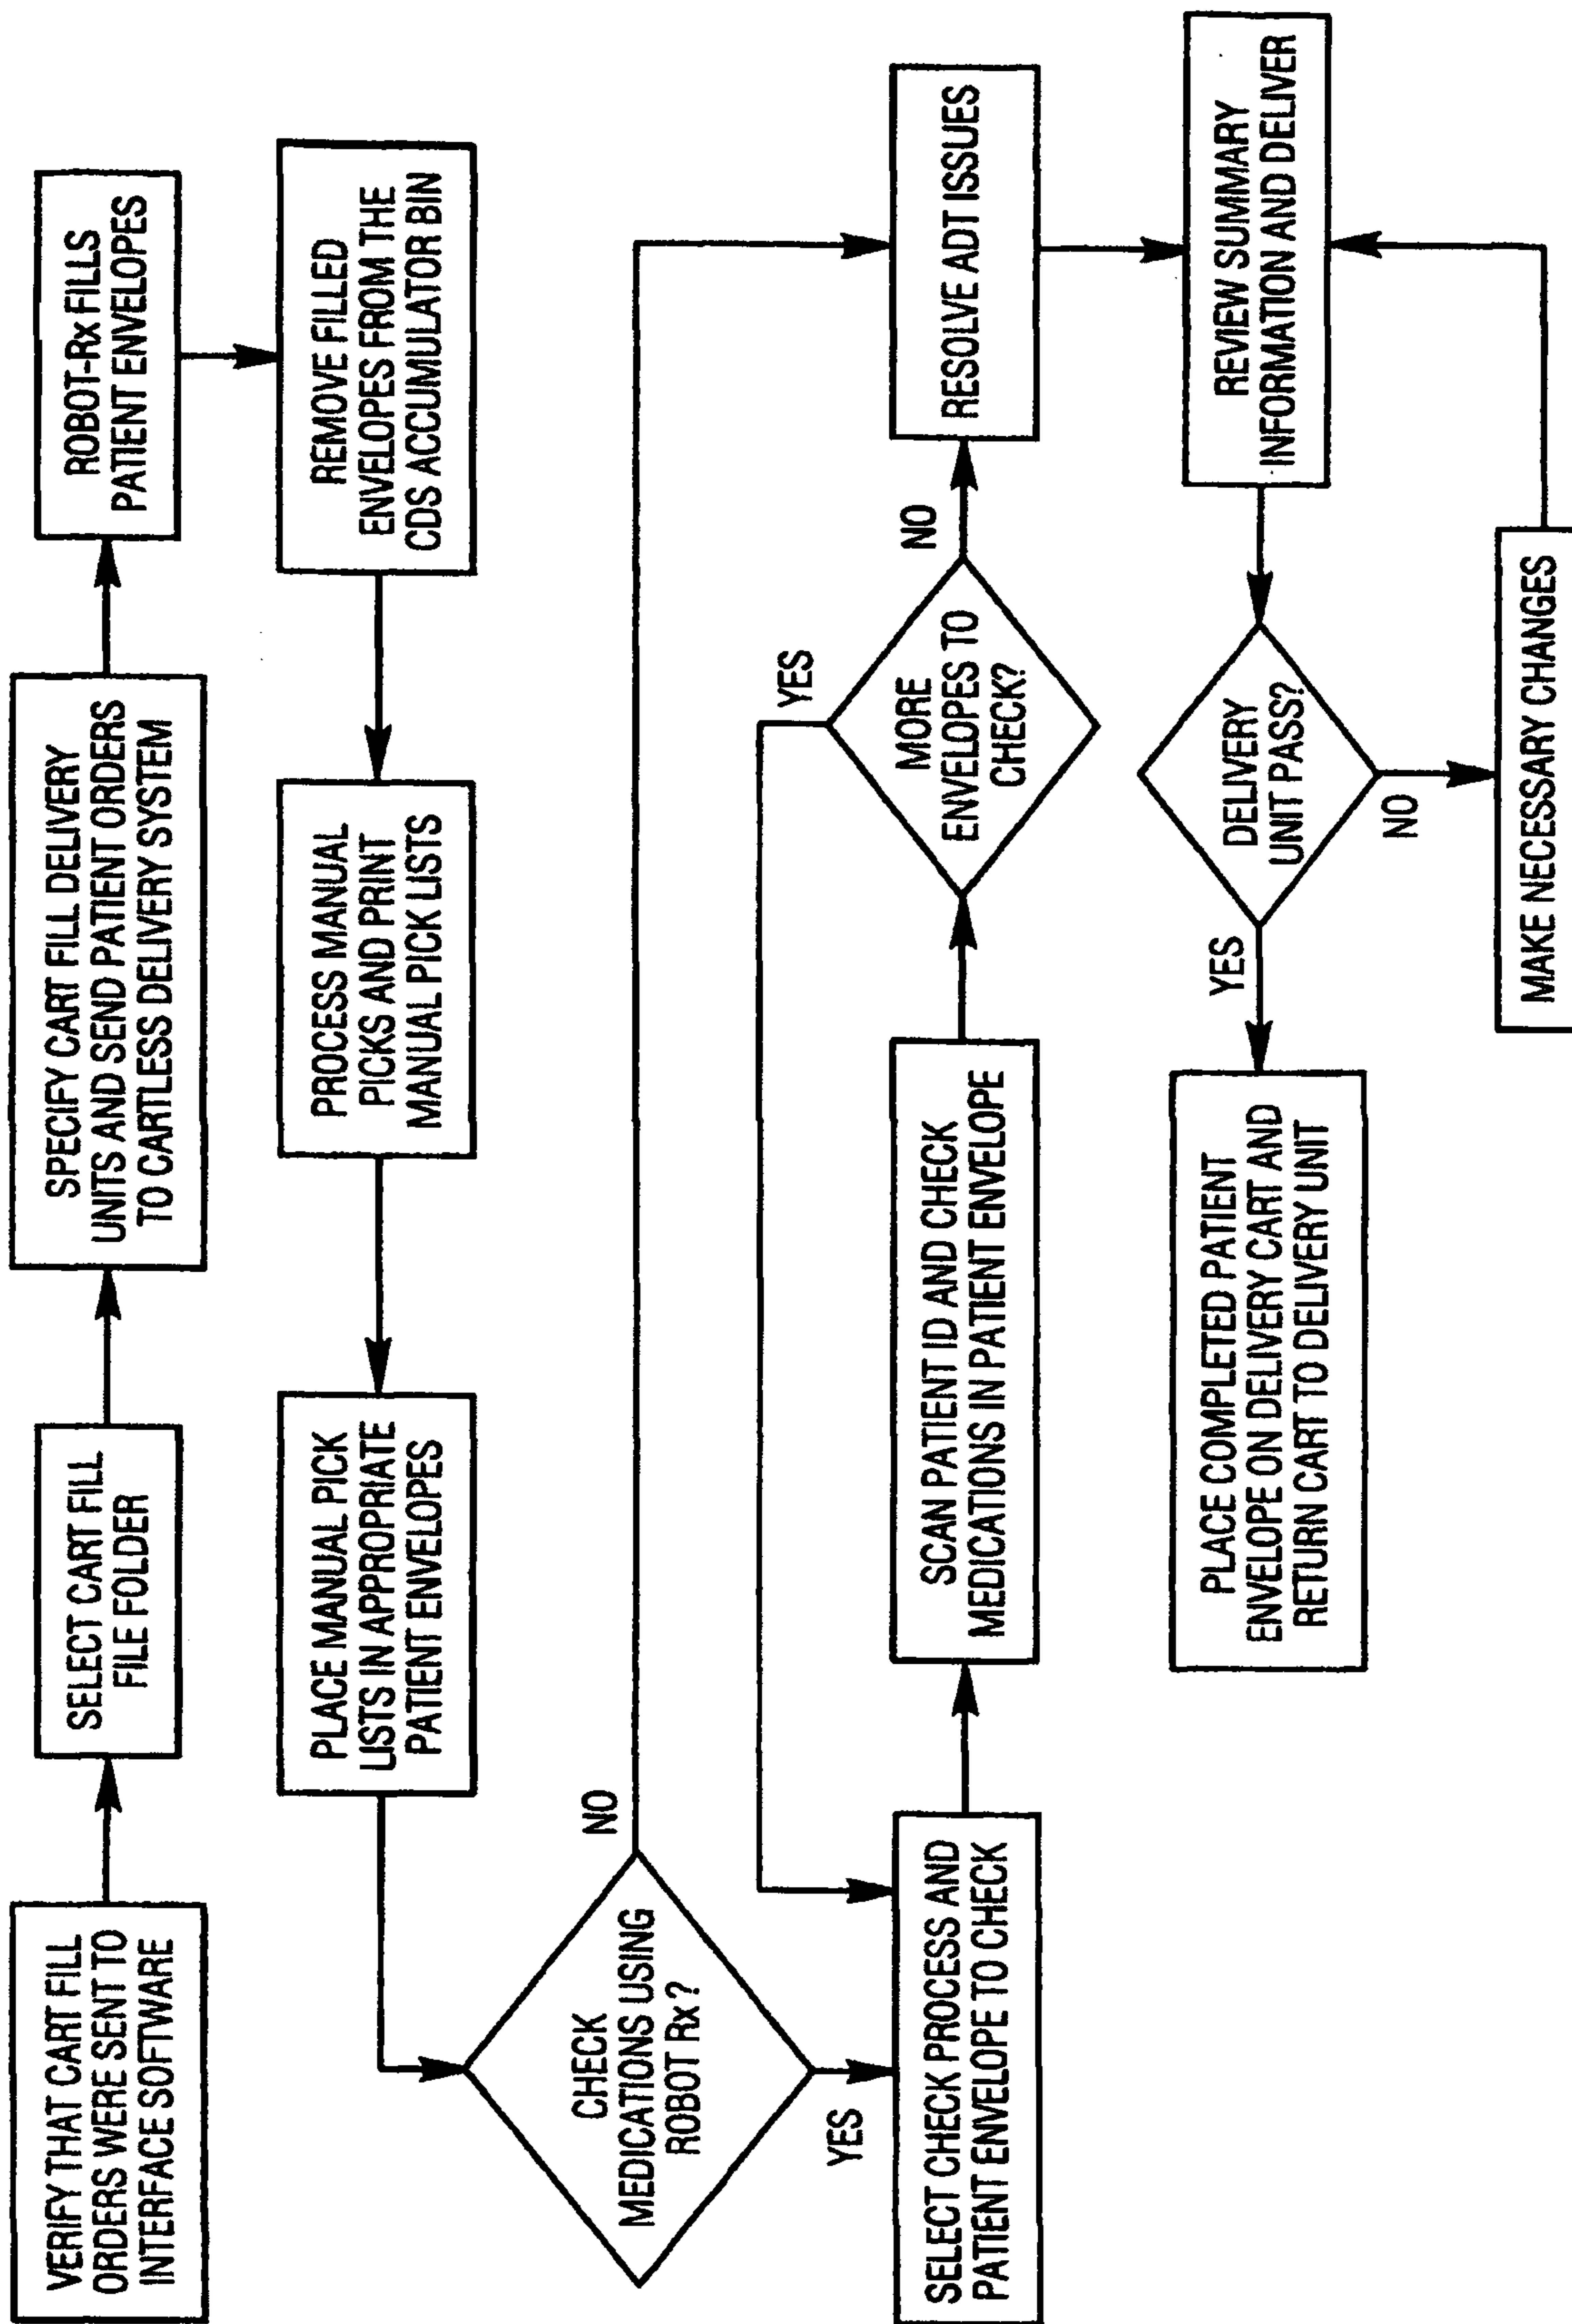 VERIFY THAT CART FILL
ORDERS WERE SENT TO
INTERFACE SOFTWARE
SELECT CART FILL
FILE FOLDER
SPECIFY CART FILL DELIVERY
UNITS AND SEND PATIENT ORDERS
TO CARTLESS DELIVERY SYSTEM
ROBOT-Rx FILLS
PATIENT ENVELOPES
REMOVE FILLED
ENVELOPES FROM THE
CDS ACCUMULATOR BIN
PROCESS MANUAL
PICKS AND PRINT
MANUAL PICK LISTS
PLACE MANUAL PICK
LISTS IN APPROPRIATE
PATIENT ENVELOPES
CHECK
MEDICATIONS USING
ROBOT Rx?
NO
YES
SELECT CHECK PROCESS AND
PATIENT ENVELOPE TO CHECK
SCAN PATIENT ID AND CHECK
MEDICATIONS IN PATIENT ENVELOPE
MORE
ENVELOPES TO
CHECK?
YES
NO
RESOLVE ADT ISSUES
REVIEW SUMMARY
INFORMATION AND DELIVER
DELIVERY
UNIT PASS?
YES
NO
PLACE COMPLETED PATIENT
ENVELOPE ON DELIVERY CART AND
RETURN CART TO DELIVERY UNIT
MAKE NECESSARY CHANGES